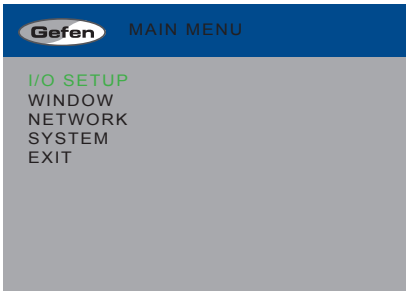 Gefen MAIN MENU
I/O SETUP
WINDOW
NETWORK
SYSTEM
EXIT